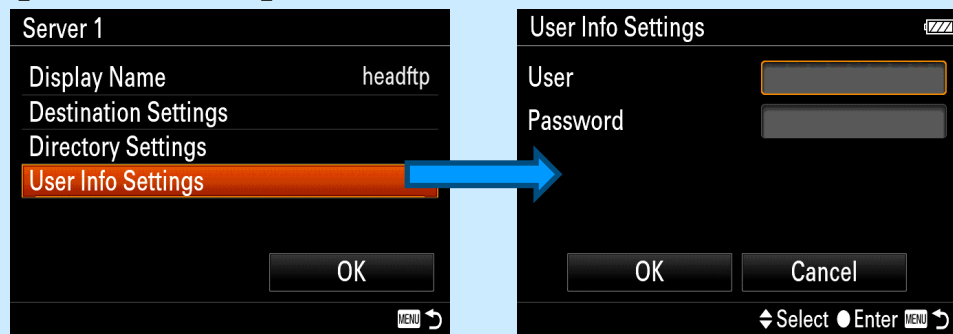 Server 1
Display Name headftp
Destination Settings
Directory Settings
User Info Settings
OK
MENU
User Info Settings
User
Password
OK Cancel
Select Enter MENU